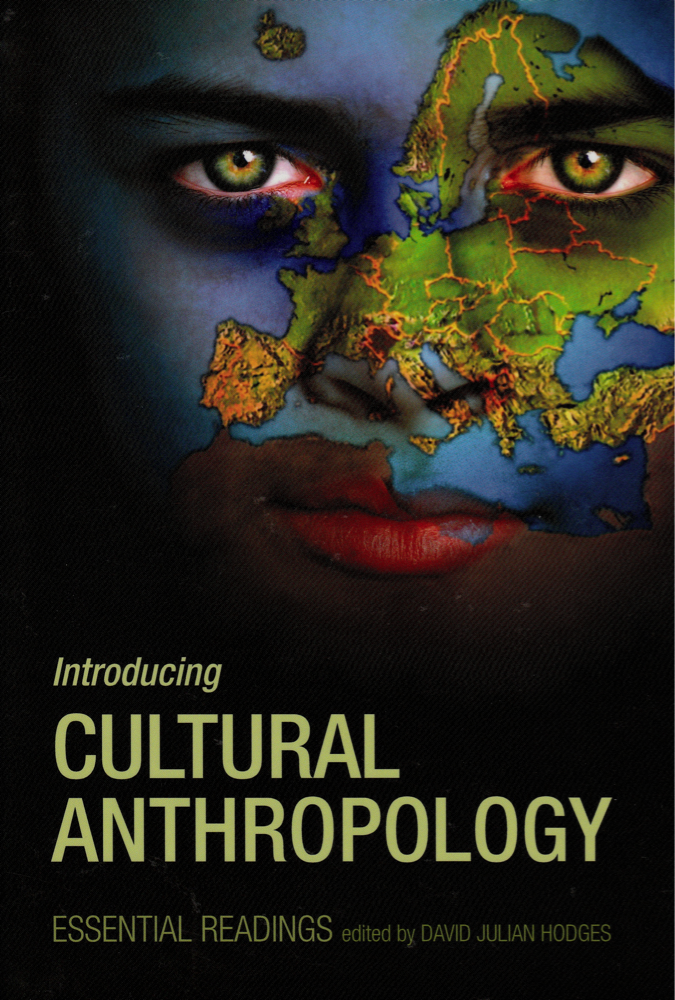 Introducing
CULTURAL
ANTHROPOLOGY
ESSENTIAL READINGS edited by DAVID JULIAN HODGES